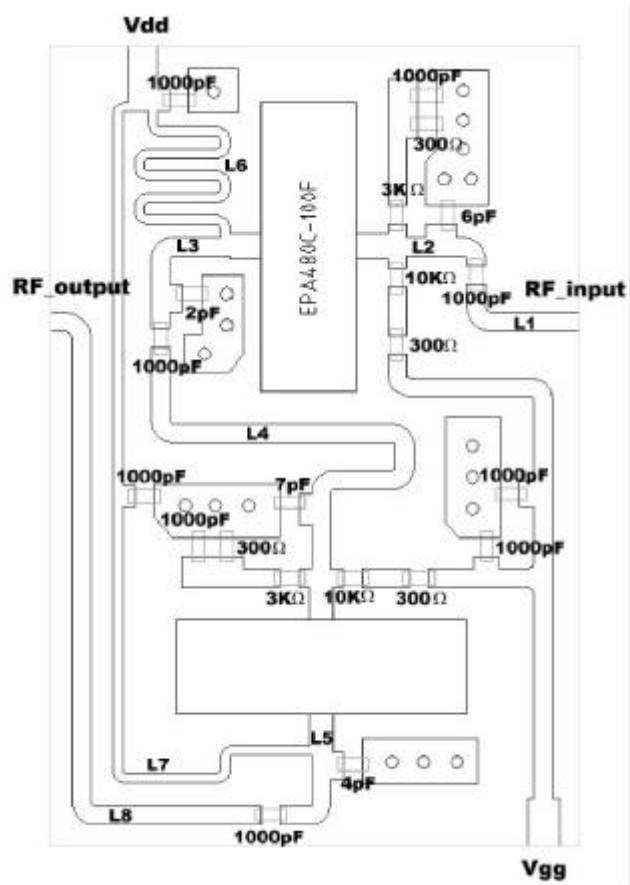 Vdd
1000pF
1000pF
300Ω
L6
3KΩ
6pF
L3
L2
EPA480C-100F
RF_output
10KΩ
RF_input
2pF
1000pF
L1
300Ω
1000pF
L4
1000pF
7pF
1000pF
1000pF
300Ω
1000pF
3KΩ
10KΩ
300Ω
L5
L7
4pF
L8
1000pF
Vgg